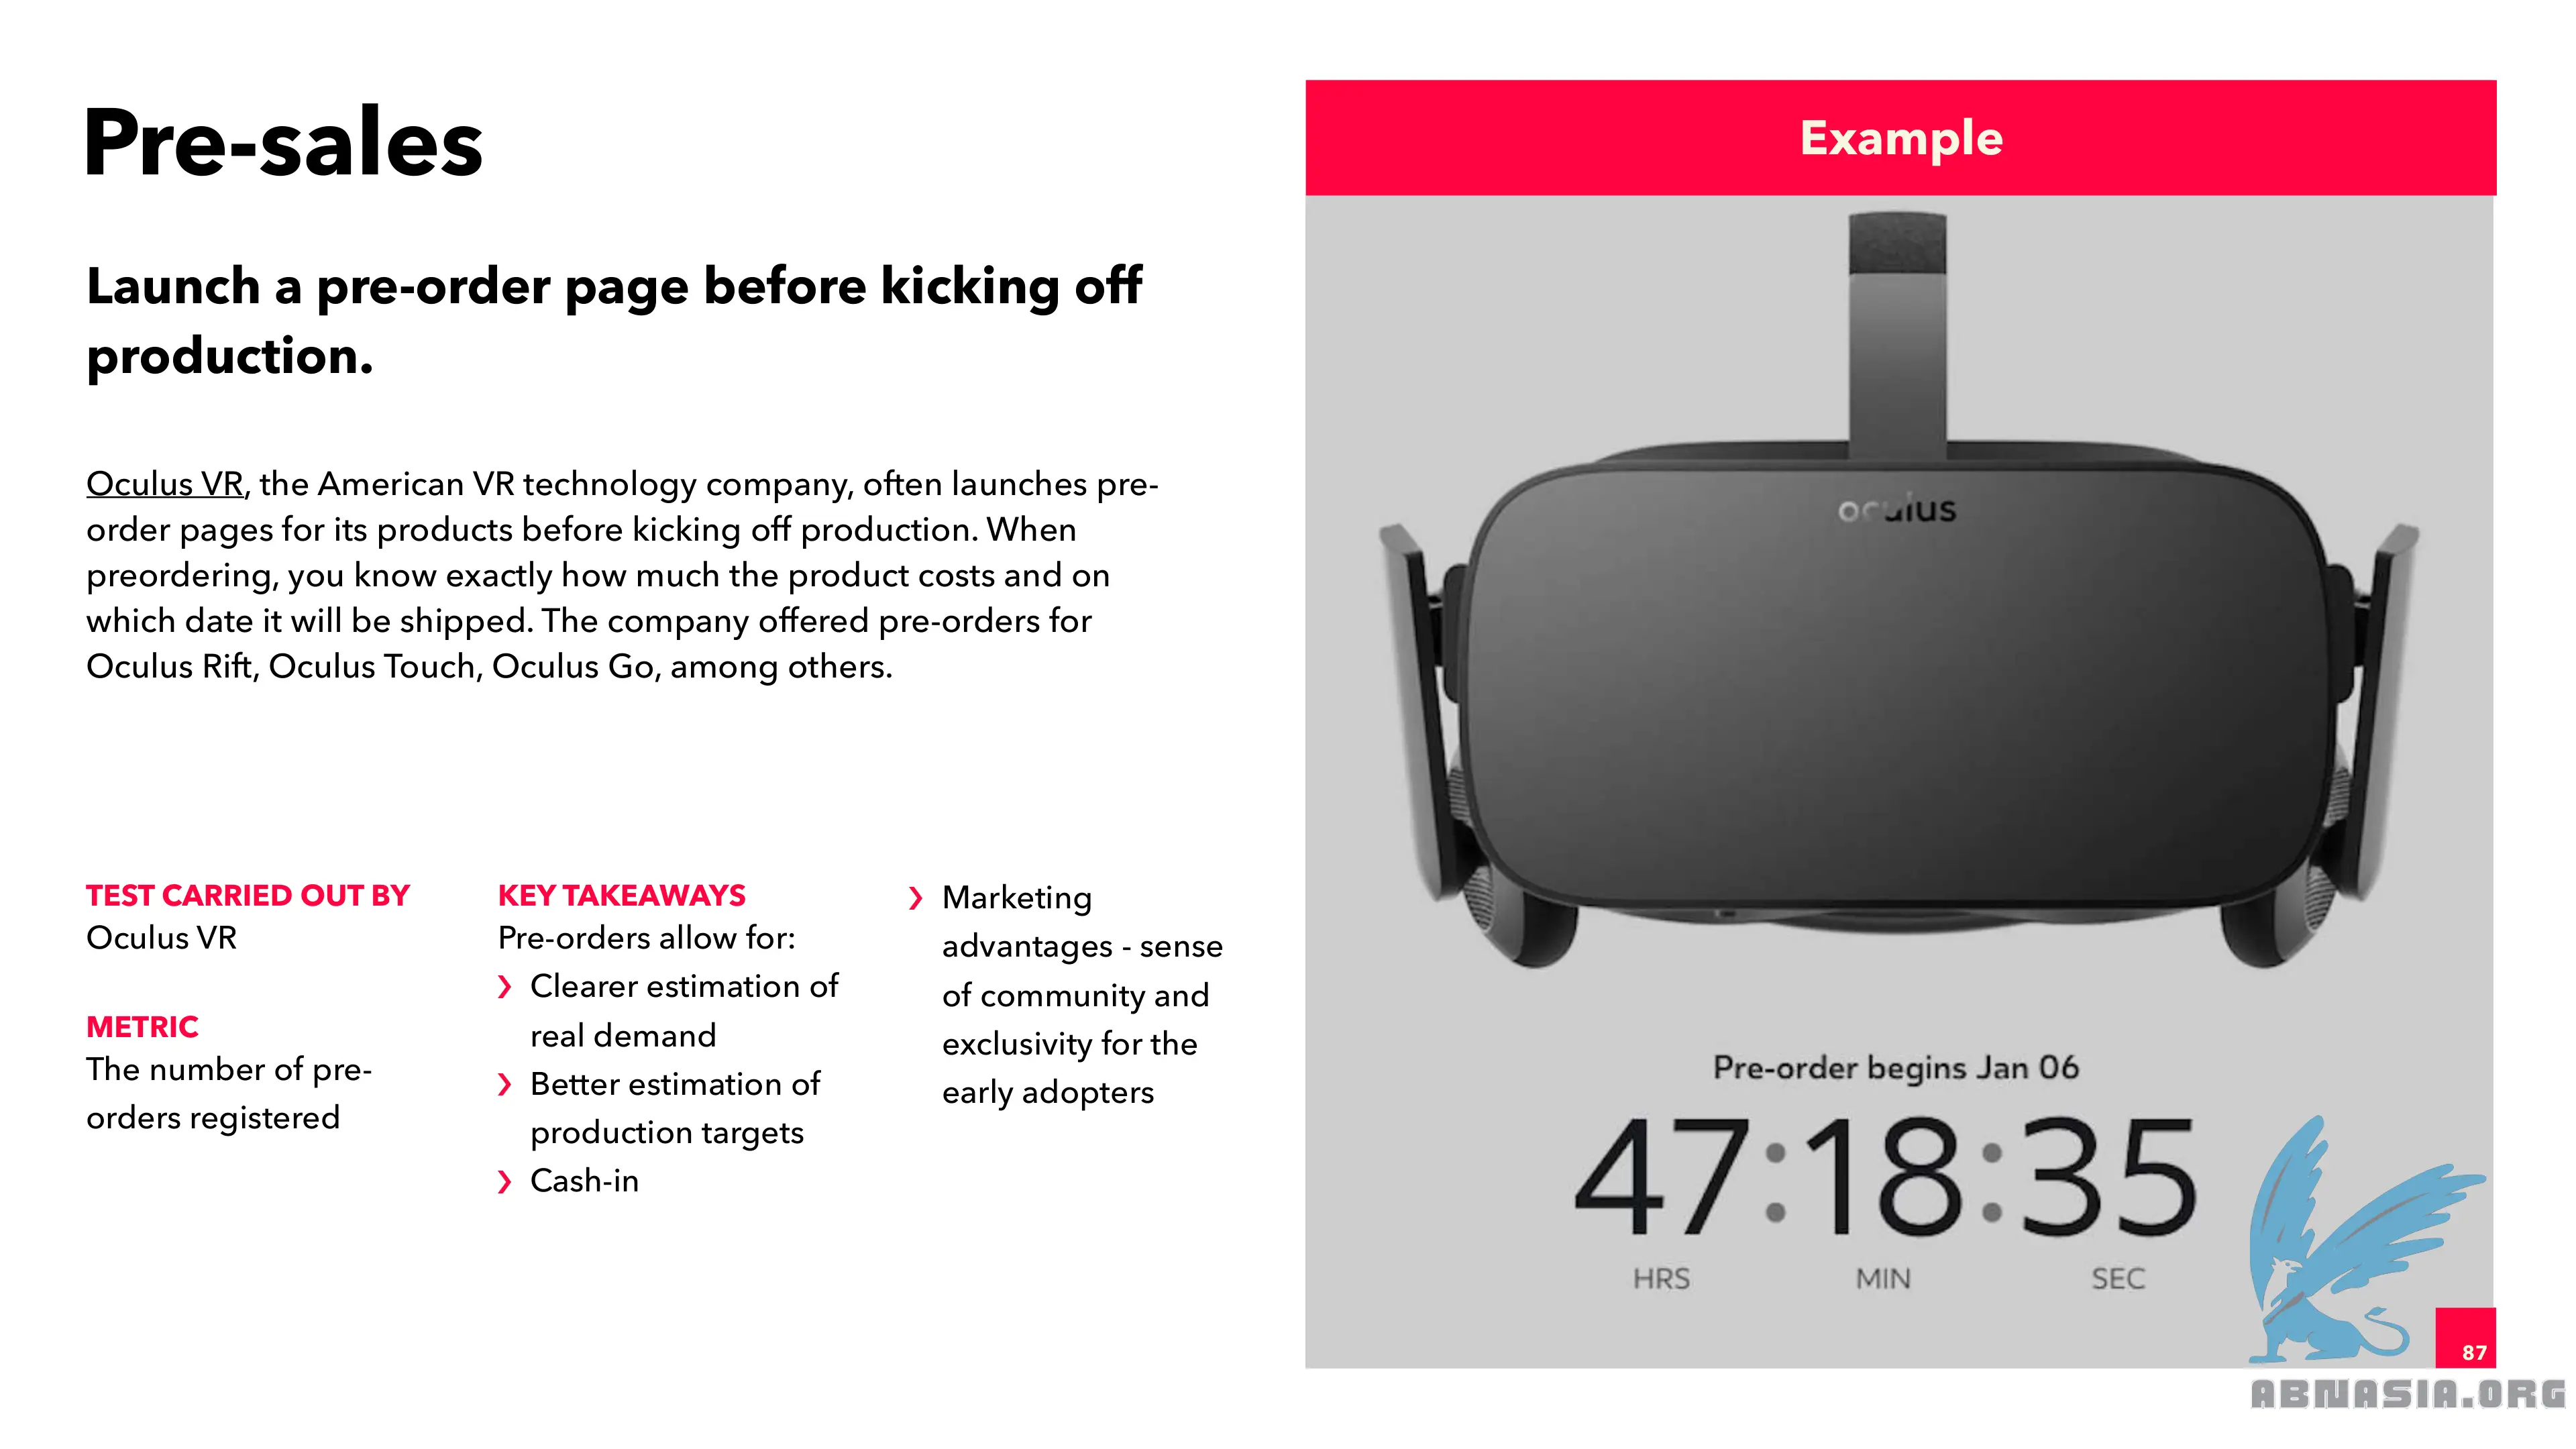 Pre-sales
Launch a pre-order page before kicking off
production.
Oculus VR, the American VR technology company, often launches pre-
order pages for its products before kicking off production. When
preordering, you know exactly how much the product costs and on
which date it will be shipped. The company offered pre-orders for
Oculus Rift, Oculus Touch, Oculus Go, among others.
TEST CARRIED OUT BY
Oculus VR
METRIC
The number of pre-
orders registered
KEY TAKEAWAYS
Pre-orders allow for:
› Clearer estimation of
real demand
› Better estimation of
production targets
› Cash-in
› Marketing
advantages - sense
of community and
exclusivity for the
early adopters
Example
oculus
Pre-order begins Jan 06
47:18:35
HRS MIN SEC
87
ABNASIA.ORG